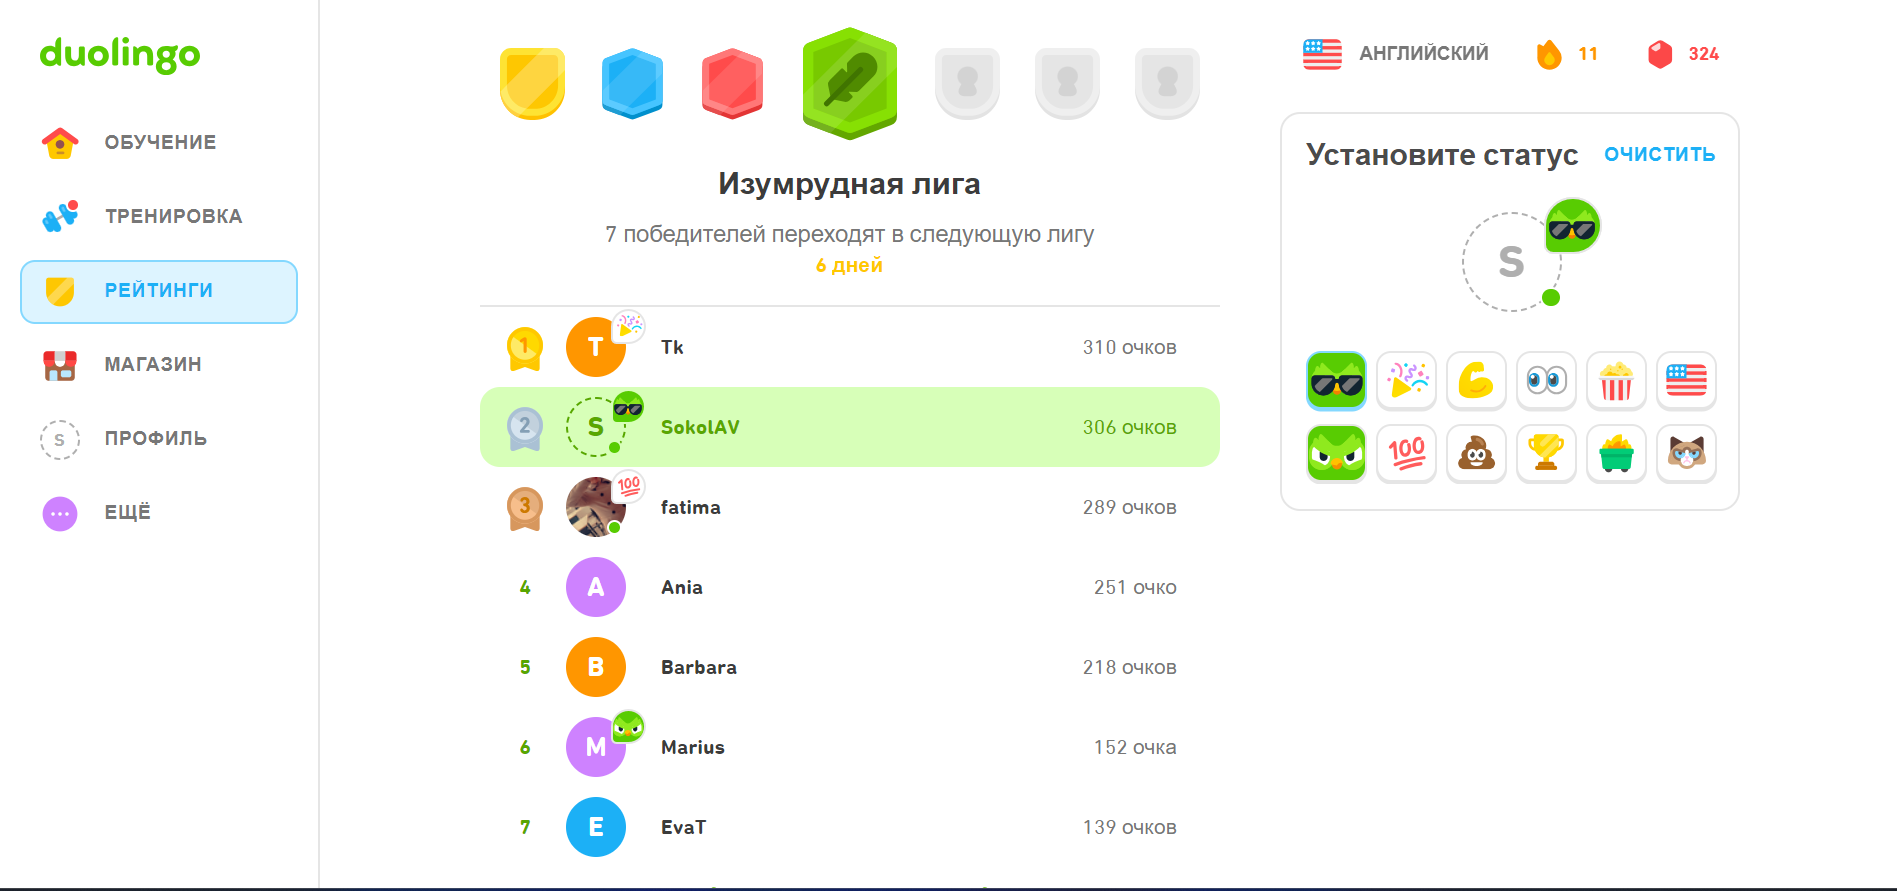 duolingo
ОБУЧЕНИЕ
ТРЕНИРОВКА
РЕЙТИНГИ
МАГАЗИН
S ПРОФИЛЬ
ЕЩЁ
Изумрудная лига
7 победителей переходят в следующую лигу
6 дней
1 T Tk 310 очков
2 S SokolAV 306 очков
3 100 fatima 289 очков
4 A Ania 251 очко
5 B Barbara 218 очков
6 M Marius 152 очка
7 E EvaT 139 очков
АНГЛИЙСКИЙ 11 324
Установите статус ОЧИСТИТЬ
S
100